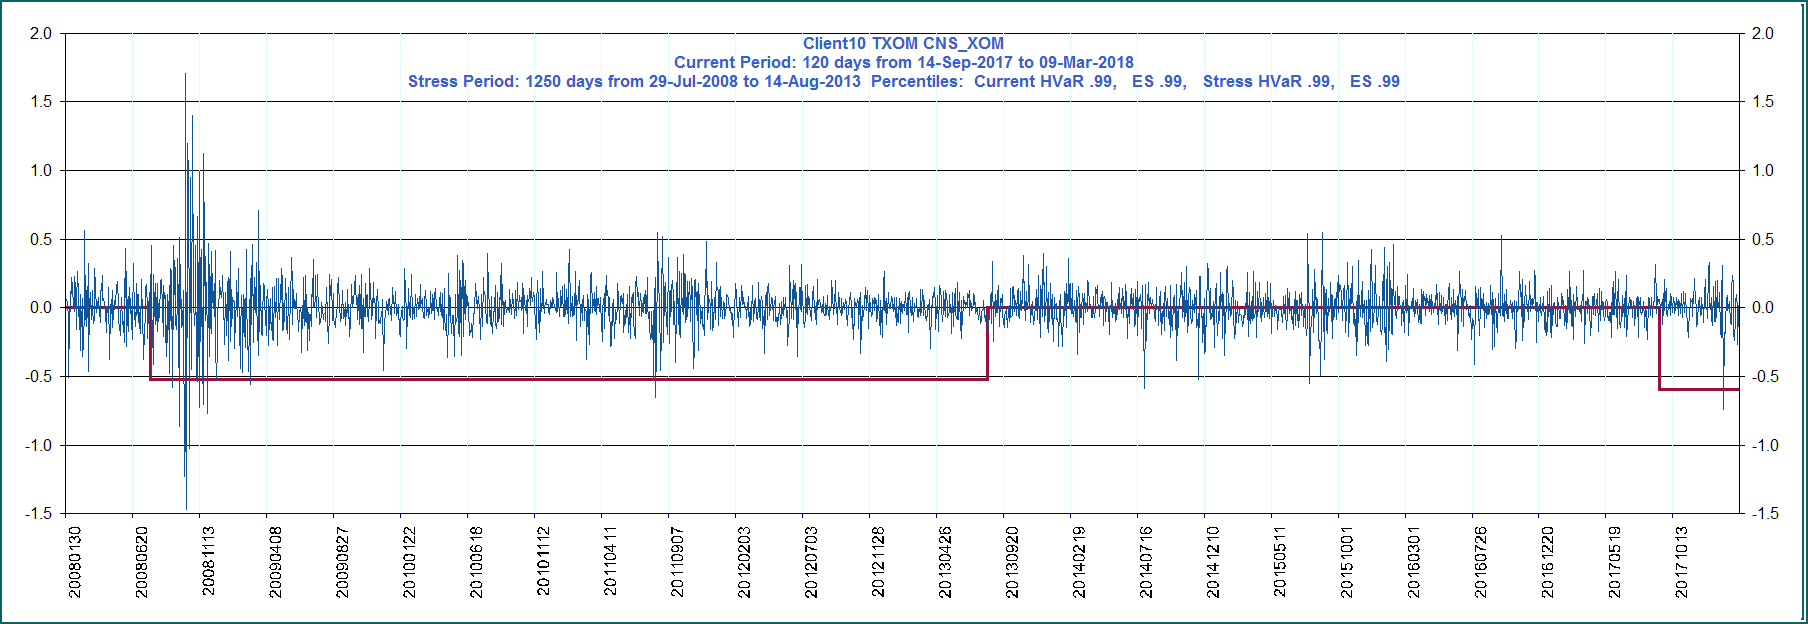 Client10 TXOM CNS_XOM
Current Period: 120 days from 14-Sep-2017 to 09-Mar-2018
Stress Period: 1250 days from 29-Jul-2008 to 14-Aug-2013  Percentiles:  Current HVaR .99,   ES .99,   Stress HVaR .99,   ES .99
2.0 2.0
1.5 1.5
1.0 1.0
0.5 0.5
0.0 0.0
-0.5 -0.5
-1.0 -1.0
-1.5 -1.5
20080130 20080620 20081113 20090408 20090827 20100122 20100618 20101112 20110411 20110907 20120203 20120703 20121128 20130426 20130920 20140219 20140716 20141210 20150511 20151001 20160301 20160726 20161220 20170519 20171013